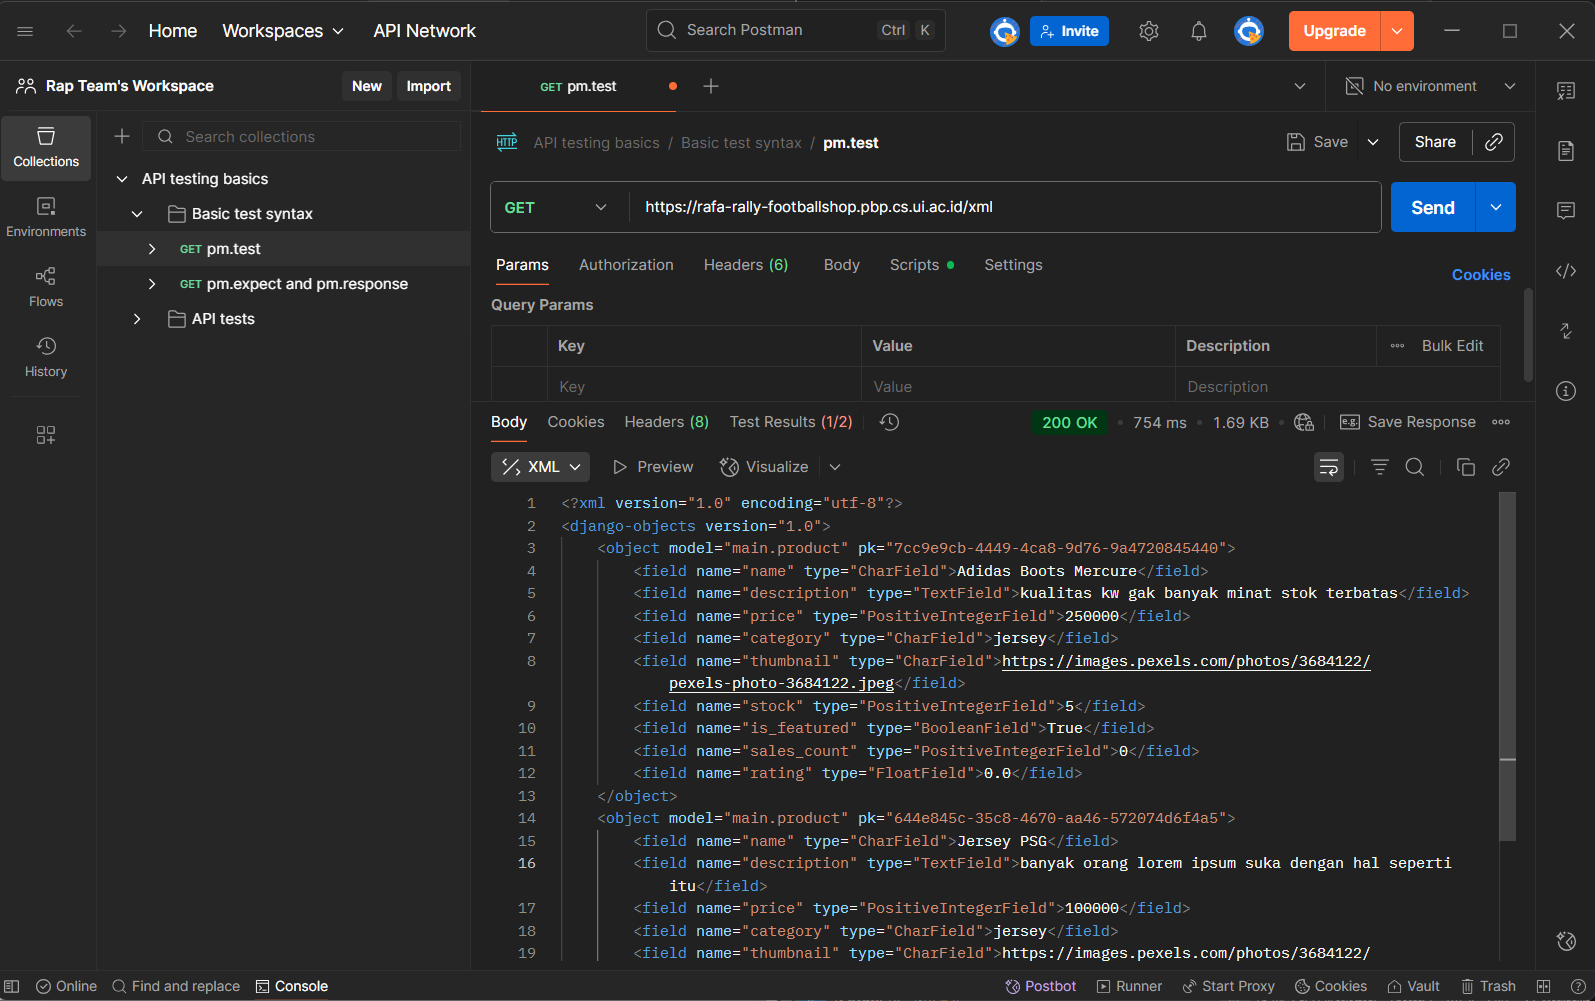 Home Workspaces API Network Search Postman Ctrl K Invite Upgrade
Rap Team's Workspace New Import GET pm.test No environment
Collections
Environments
Flows
History
Search collections
API testing basics
Basic test syntax
GET pm.test
GET pm.expect and pm.response
API tests
HTTP API testing basics / Basic test syntax / pm.test Save Share
GET https://rafa-rally-footballshop.pbp.cs.ui.ac.id/xml Send
Params Authorization Headers (6) Body Scripts Settings Cookies
Query Params
Key Value Description Bulk Edit
Key Value Description
Body Cookies Headers (8) Test Results (1/2) 200 OK • 754 ms • 1.69 KB • e.g. Save Response
XML Preview Visualize
1 <?xml version="1.0" encoding="utf-8"?>
2 <django-objects version="1.0">
3 <object model="main.product" pk="7cc9e9cb-4449-4ca8-9d76-9a4720845440">
4 <field name="name" type="CharField">Adidas Boots Mercure</field>
5 <field name="description" type="TextField">kualitas kw gak banyak minat stok terbatas</field>
6 <field name="price" type="PositiveIntegerField">250000</field>
7 <field name="category" type="CharField">jersey</field>
8 <field name="thumbnail" type="CharField">https://images.pexels.com/photos/3684122/
pexels-photo-3684122.jpeg</field>
9 <field name="stock" type="PositiveIntegerField">5</field>
10 <field name="is_featured" type="BooleanField">True</field>
11 <field name="sales_count" type="PositiveIntegerField">0</field>
12 <field name="rating" type="FloatField">0.0</field>
13 </object>
14 <object model="main.product" pk="644e845c-35c8-4670-aa46-572074d6f4a5">
15 <field name="name" type="CharField">Jersey PSG</field>
16 <field name="description" type="TextField">banyak orang lorem ipsum suka dengan hal seperti
itu</field>
17 <field name="price" type="PositiveIntegerField">100000</field>
18 <field name="category" type="CharField">jersey</field>
19 <field name="thumbnail" type="CharField">https://images.pexels.com/photos/3684122/
Online Find and replace Console Postbot Runner Start Proxy Cookies Vault Trash